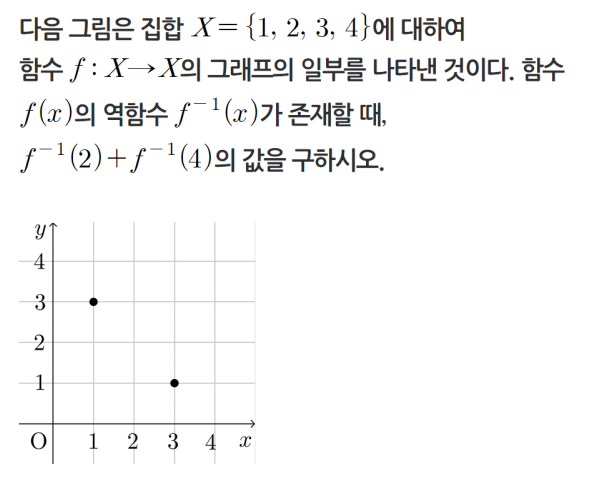 다음 그림은 집합 X = {1, 2, 3, 4}에 대하여
함수 f : X→X의 그래프의 일부를 나타낸 것이다. 함수
f(x)의 역함수 f⁻¹(x)가 존재할 때,
f⁻¹(2)+f⁻¹(4)의 값을 구하시오.
y
4
3
2
1
O 1 2 3 4 x